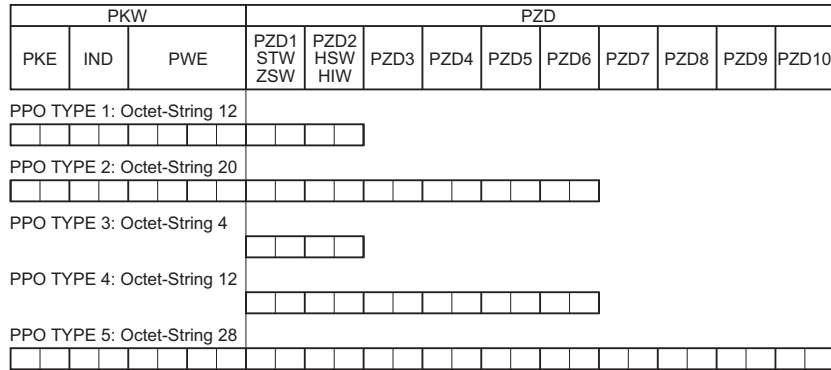 PKW PZD
PKE IND PWE PZD1 STW ZSW PZD2 HSW HIW PZD3 PZD4 PZD5 PZD6 PZD7 PZD8 PZD9 PZD10
PPO TYPE 1: Octet-String 12
PPO TYPE 2: Octet-String 20
PPO TYPE 3: Octet-String 4
PPO TYPE 4: Octet-String 12
PPO TYPE 5: Octet-String 28